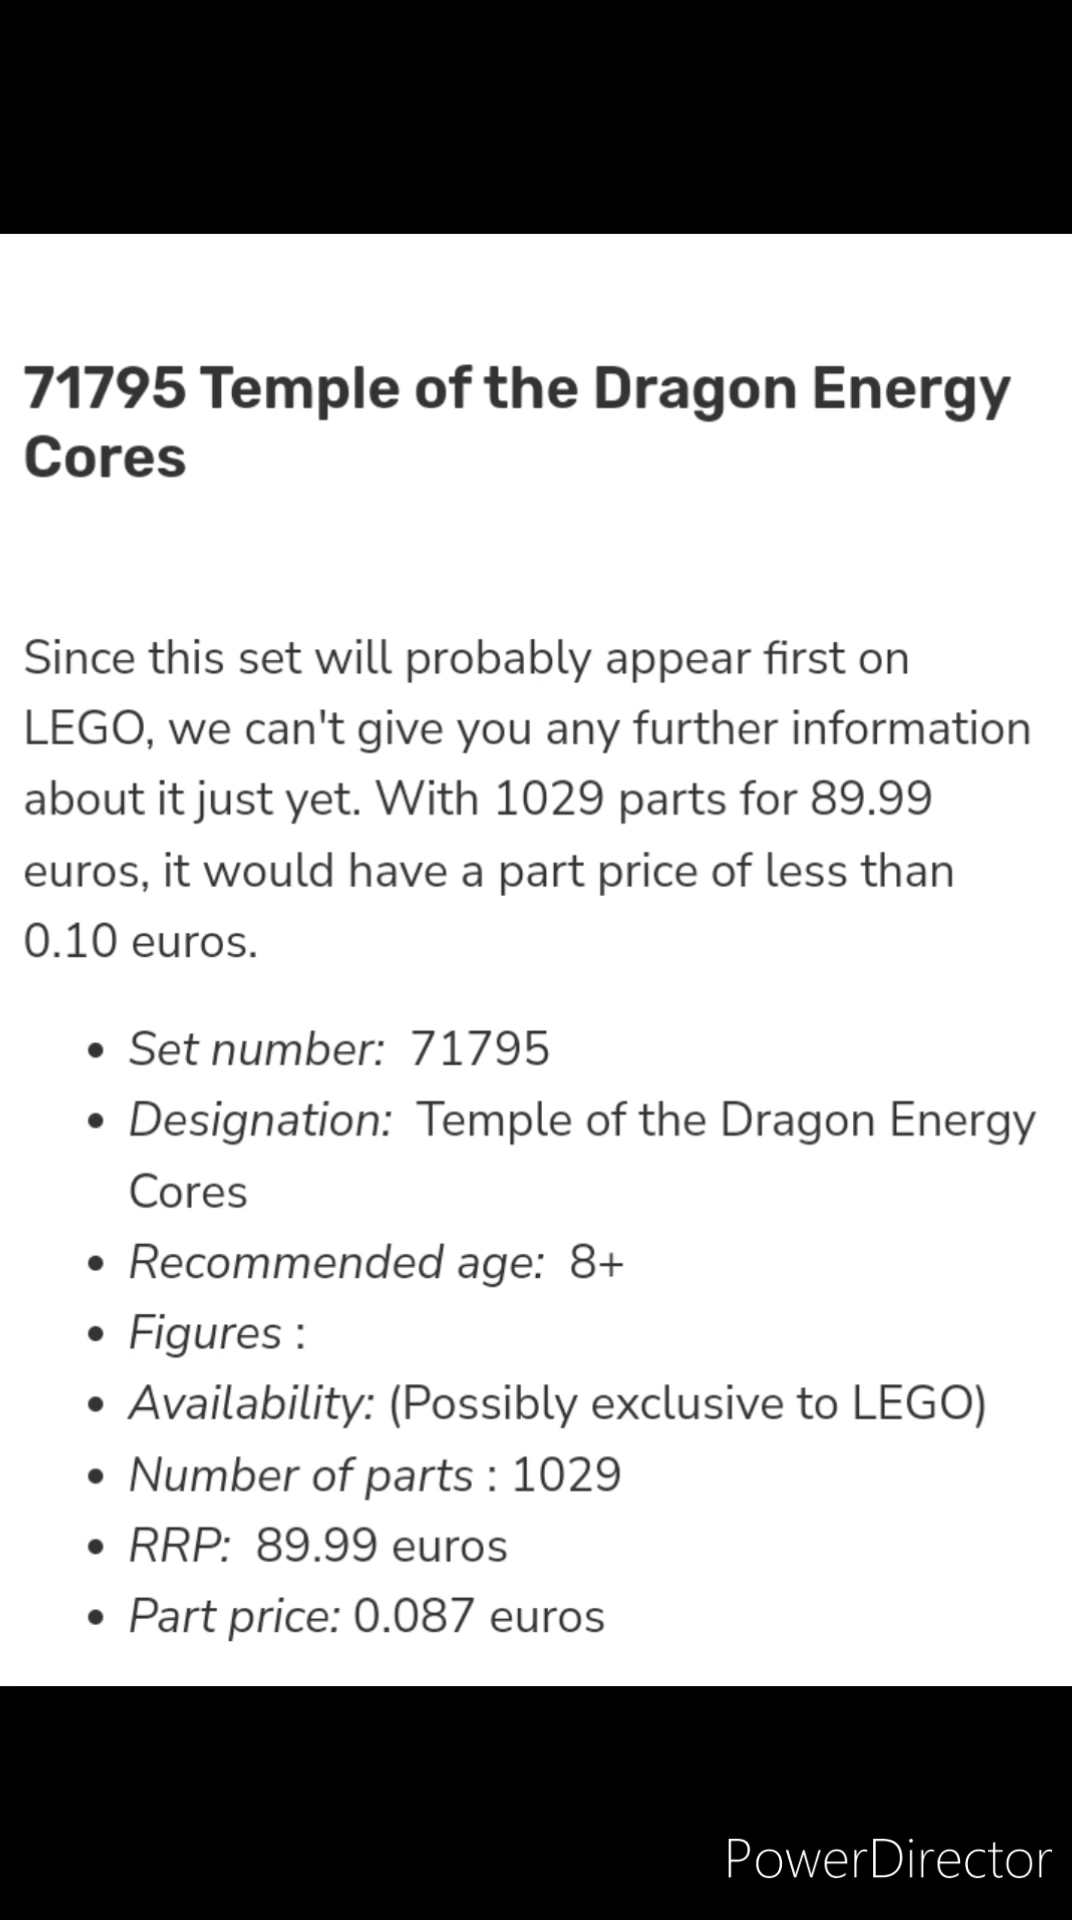 71795 Temple of the Dragon Energy
Cores
Since this set will probably appear first on
LEGO, we can't give you any further information
about it just yet. With 1029 parts for 89.99
euros, it would have a part price of less than
0.10 euros.
• Set number: 71795
• Designation: Temple of the Dragon Energy
Cores
• Recommended age: 8+
• Figures :
• Availability: (Possibly exclusive to LEGO)
• Number of parts : 1029
• RRP: 89.99 euros
• Part price: 0.087 euros
PowerDirector